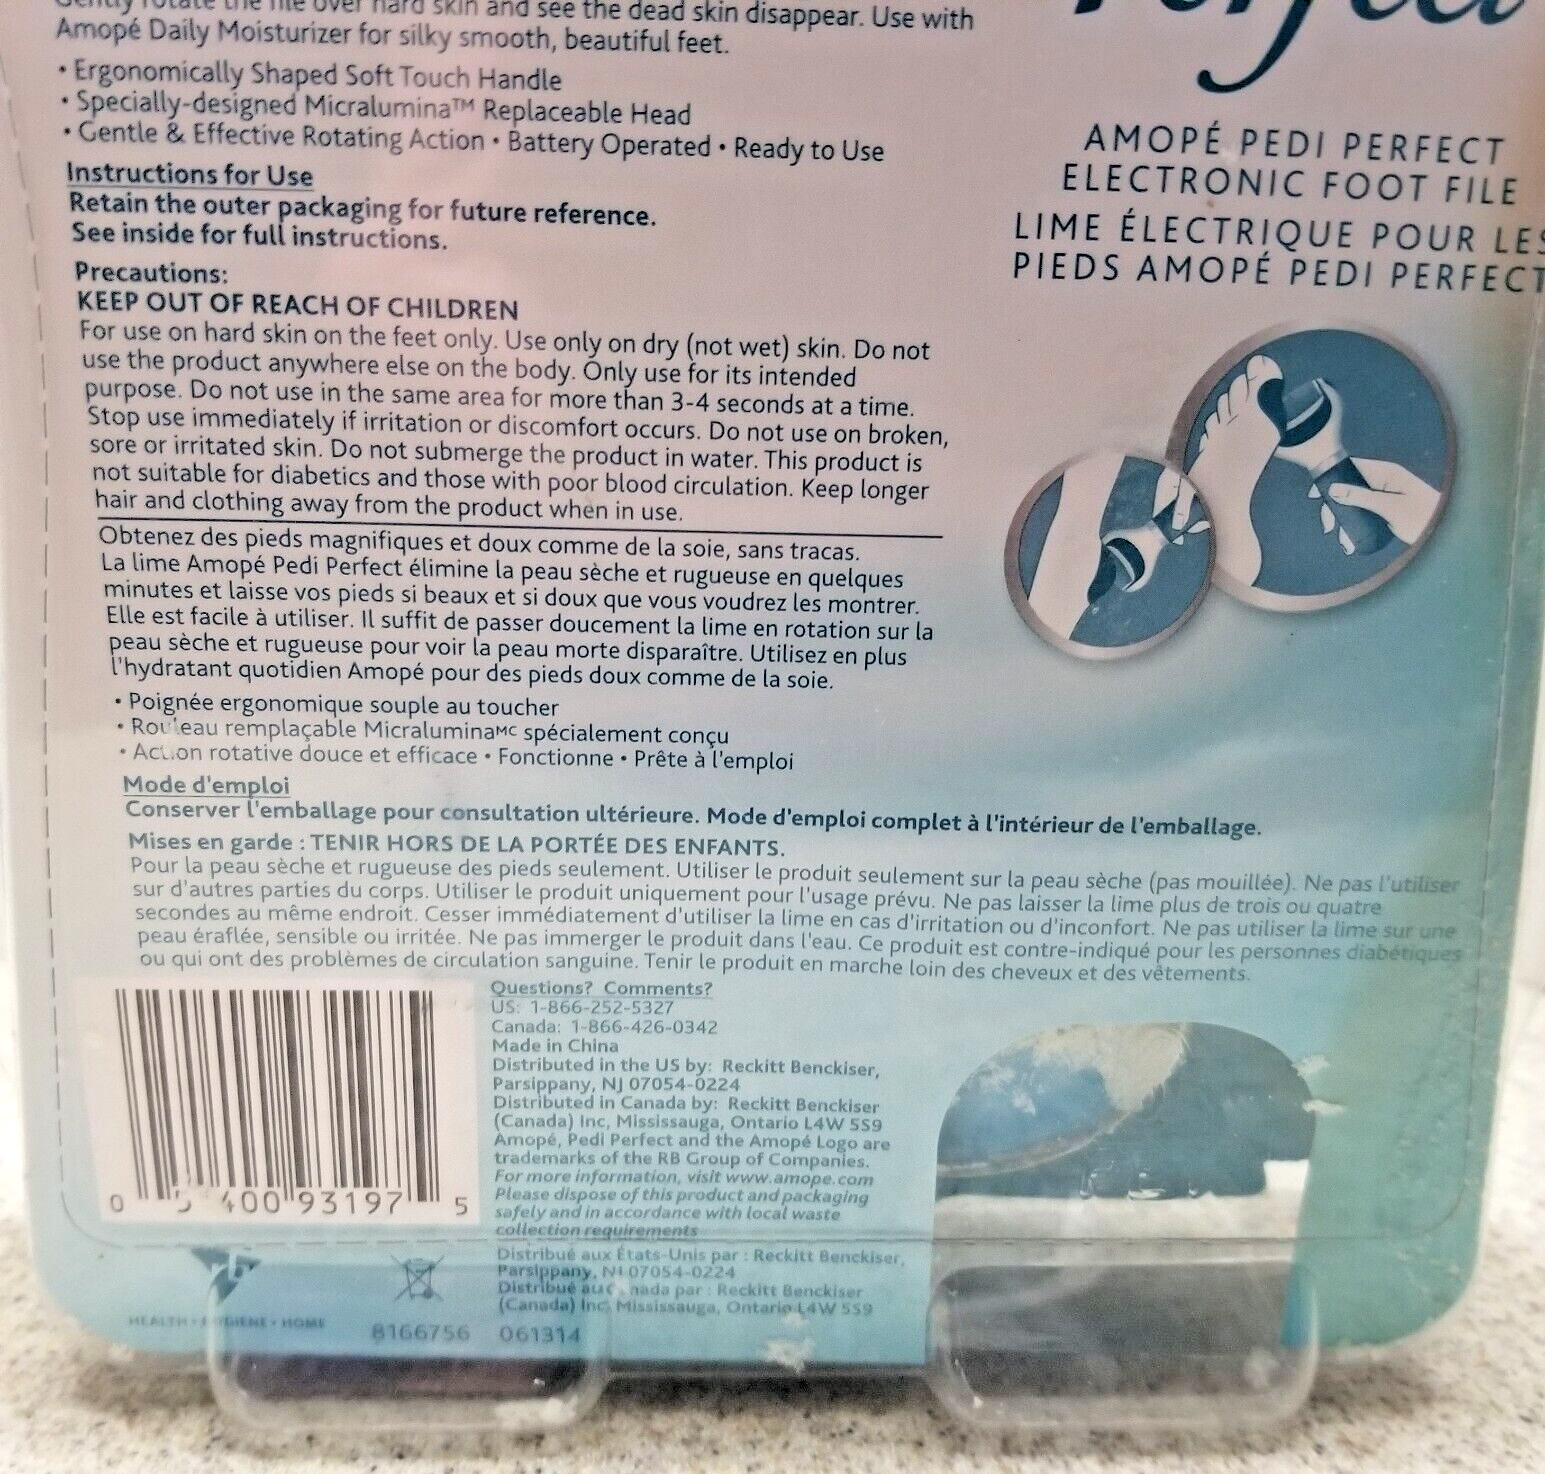 Gently rotate the file over hard skin and see the dead skin disappear. Use with
Amopé Daily Moisturizer for silky smooth, beautiful feet.
• Ergonomically Shaped Soft Touch Handle
• Specially-designed Micralumina™ Replaceable Head
• Gentle & Effective Rotating Action • Battery Operated • Ready to Use
Instructions for Use
Retain the outer packaging for future reference.
See inside for full instructions.
Precautions:
KEEP OUT OF REACH OF CHILDREN
For use on hard skin on the feet only. Use only on dry (not wet) skin. Do not
use the product anywhere else on the body. Only use for its intended
purpose. Do not use in the same area for more than 3-4 seconds at a time.
Stop use immediately if irritation or discomfort occurs. Do not use on broken,
sore or irritated skin. Do not submerge the product in water. This product is
not suitable for diabetics and those with poor blood circulation. Keep longer
hair and clothing away from the product when in use.
Obtenez des pieds magnifiques et doux comme de la soie, sans tracas.
La lime Amopé Pedi Perfect élimine la peau sèche et rugueuse en quelques
minutes et laisse vos pieds si beaux et si doux que vous voudrez les montrer.
Elle est facile à utiliser. Il suffit de passer doucement la lime en rotation sur la
peau sèche et rugueuse pour voir la peau morte disparaître. Utilisez en plus
l'hydratant quotidien Amopé pour des pieds doux comme de la soie.
• Poignée ergonomique souple au toucher
• Rouleau remplaçable MicraluminaMC spécialement conçu
• Action rotative douce et efficace • Fonctionne • Prête à l'emploi
Mode d'emploi
Conserver l'emballage pour consultation ultérieure. Mode d'emploi complet à l'intérieur de l'emballage.
Mises en garde : TENIR HORS DE LA PORTÉE DES ENFANTS.
Pour la peau sèche et rugueuse des pieds seulement. Utiliser le produit seulement sur la peau sèche (pas mouillée). Ne pas l'utiliser
sur d'autres parties du corps. Utiliser le produit uniquement pour l'usage prévu. Ne pas laisser la lime plus de trois ou quatre
secondes au même endroit. Cesser immédiatement d'utiliser la lime en cas d'irritation ou d'inconfort. Ne pas utiliser la lime sur une
peau éraflée, sensible ou irritée. Ne pas immerger le produit dans l'eau. Ce produit est contre-indiqué pour les personnes diabétiques
ou qui ont des problèmes de circulation sanguine. Tenir le produit en marche loin des cheveux et des vêtements.
Perfect
AMOPÉ PEDI PERFECT
ELECTRONIC FOOT FILE
LIME ÉLECTRIQUE POUR LES
PIEDS AMOPÉ PEDI PERFECT
Questions? Comments?
US: 1-866-252-5327
Canada: 1-866-426-0342
Made in China
Distributed in the US by: Reckitt Benckiser,
Parsippany, NJ 07054-0224
Distributed in Canada by: Reckitt Benckiser
(Canada) Inc, Mississauga, Ontario L4W 5S9
Amopé, Pedi Perfect and the Amopé Logo are
trademarks of the RB Group of Companies.
For more information, visit www.amope.com
Please dispose of this product and packaging
safely and in accordance with local waste
collection requirements
Distribué aux États-Unis par : Reckitt Benckiser,
Parsippany, NJ 07054-0224
Distribué au Canada par : Reckitt Benckiser
(Canada) Inc, Mississauga, Ontario L4W 5S9
0 5 400 93197 5
HEALTH • HYGIENE • HOME
8166756 061314